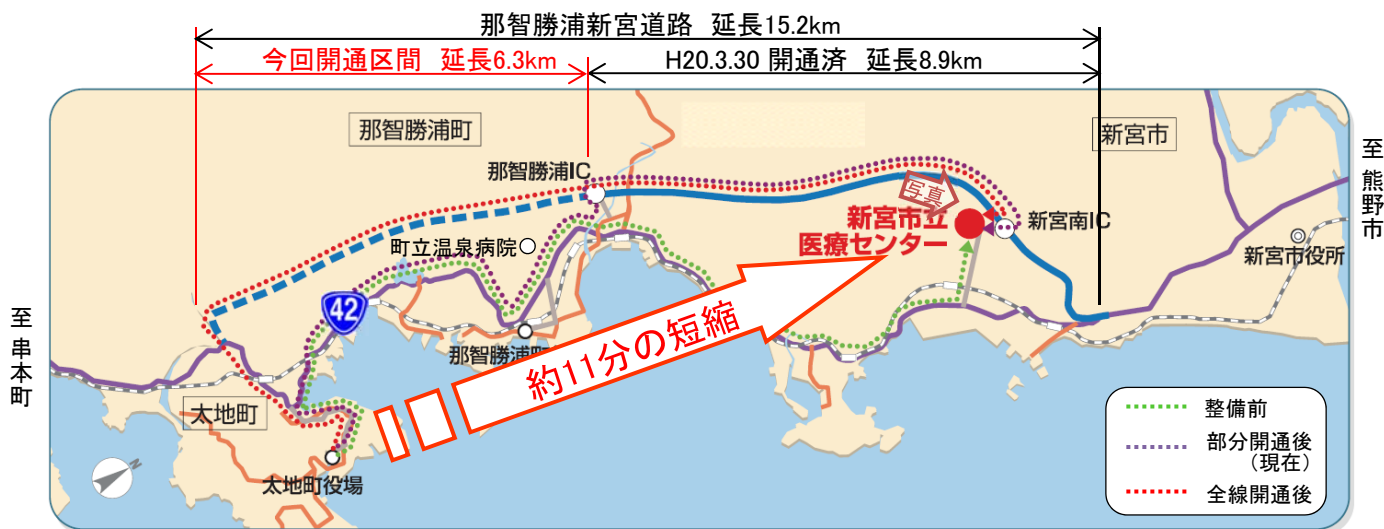 那智勝浦新宮道路 延長15.2km
今回開通区間 延長6.3km
H20.3.30 開通済 延長8.9km
那智勝浦町
新宮市
那智勝浦IC
写真
新宮市立
医療センター
新宮南IC
町立温泉病院
新宮市役所
至熊野市
42
至串本町
那智勝浦町
約11分の短縮
太地町
太地町役場
N
整備前
部分開通後
(現在)
全線開通後